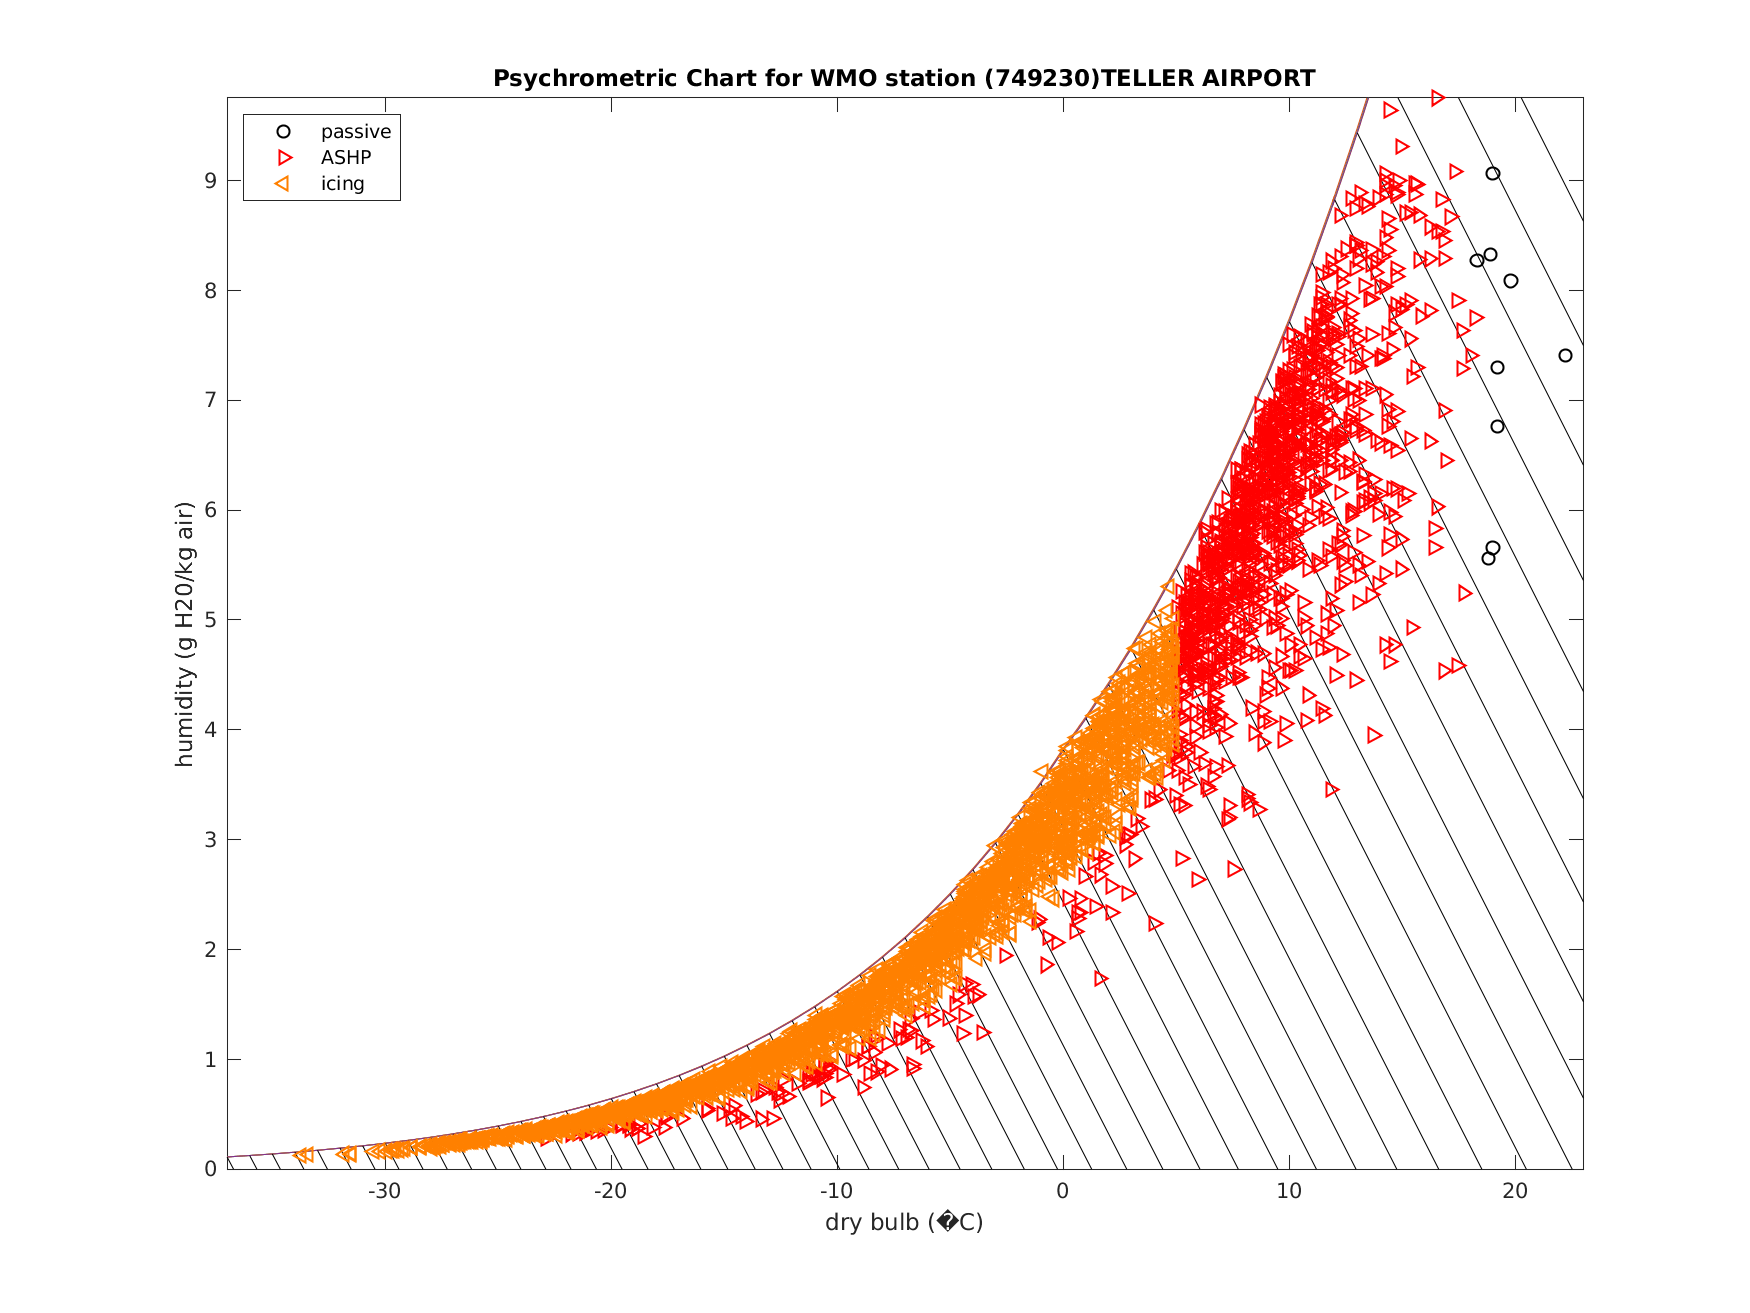 Psychrometric Chart for WMO station (749230)TELLER AIRPORT
passive
ASHP
icing
humidity (g H20/kg air)
9
8
7
6
5
4
3
2
1
0
-30 -20 -10 0 10 20
dry bulb (�C)